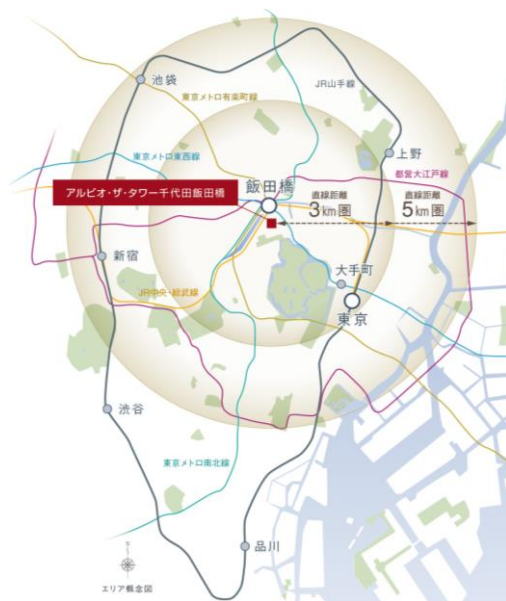 池袋
JR山手線
東京メトロ有楽町線
上野
東京メトロ東西線
都営大江戸線
アルビオ・ザ・タワー千代田飯田橋
飯田橋
直線距離
3km圏
直線距離
5km圏
新宿
大手町
JR中央・総武線
東京
渋谷
東京メトロ南北線
品川
N
エリア概念図